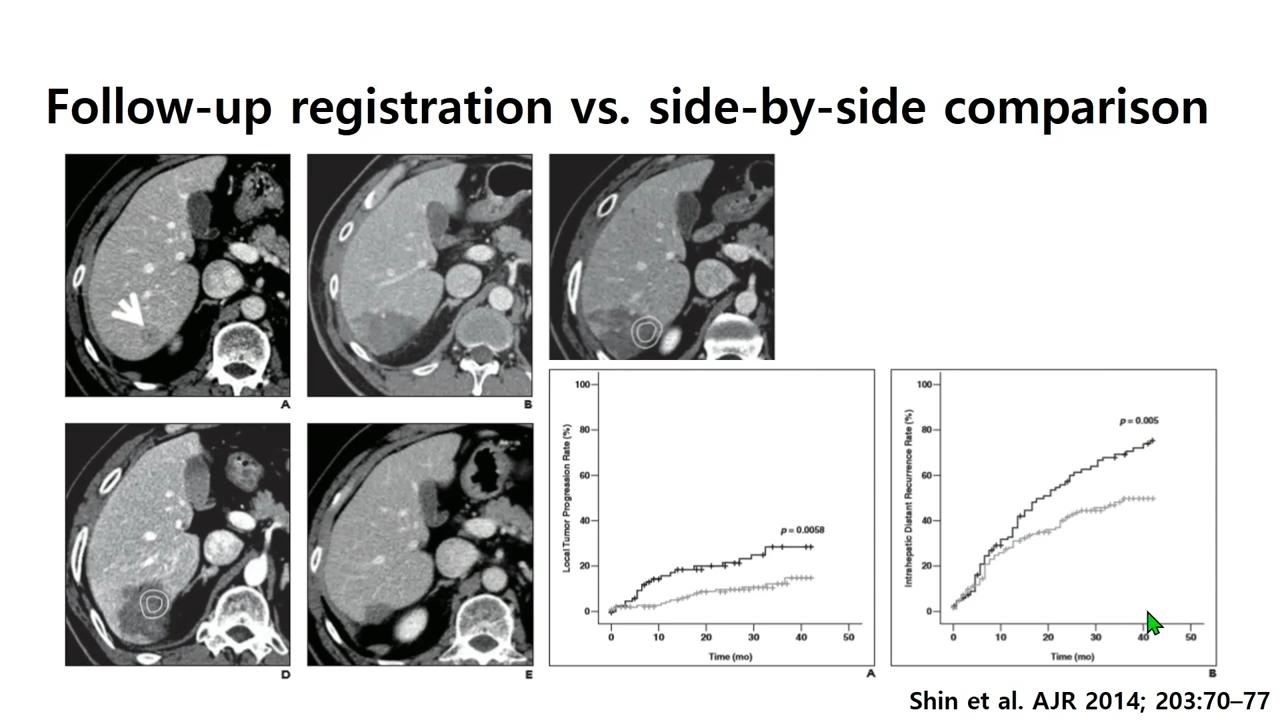 Follow-up registration vs. side-by-side comparison
A
B
D
E
Local Tumor Progression Rate (%)
100
80
60
40
20
0
p = 0.0058
0 10 20 30 40 50
Time (mo)
A
Intrahepatic Distant Recurrence Rate (%)
100
80
60
40
20
0
p = 0.005
0 10 20 30 40 50
Time (mo)
B
Shin et al. AJR 2014; 203:70–77